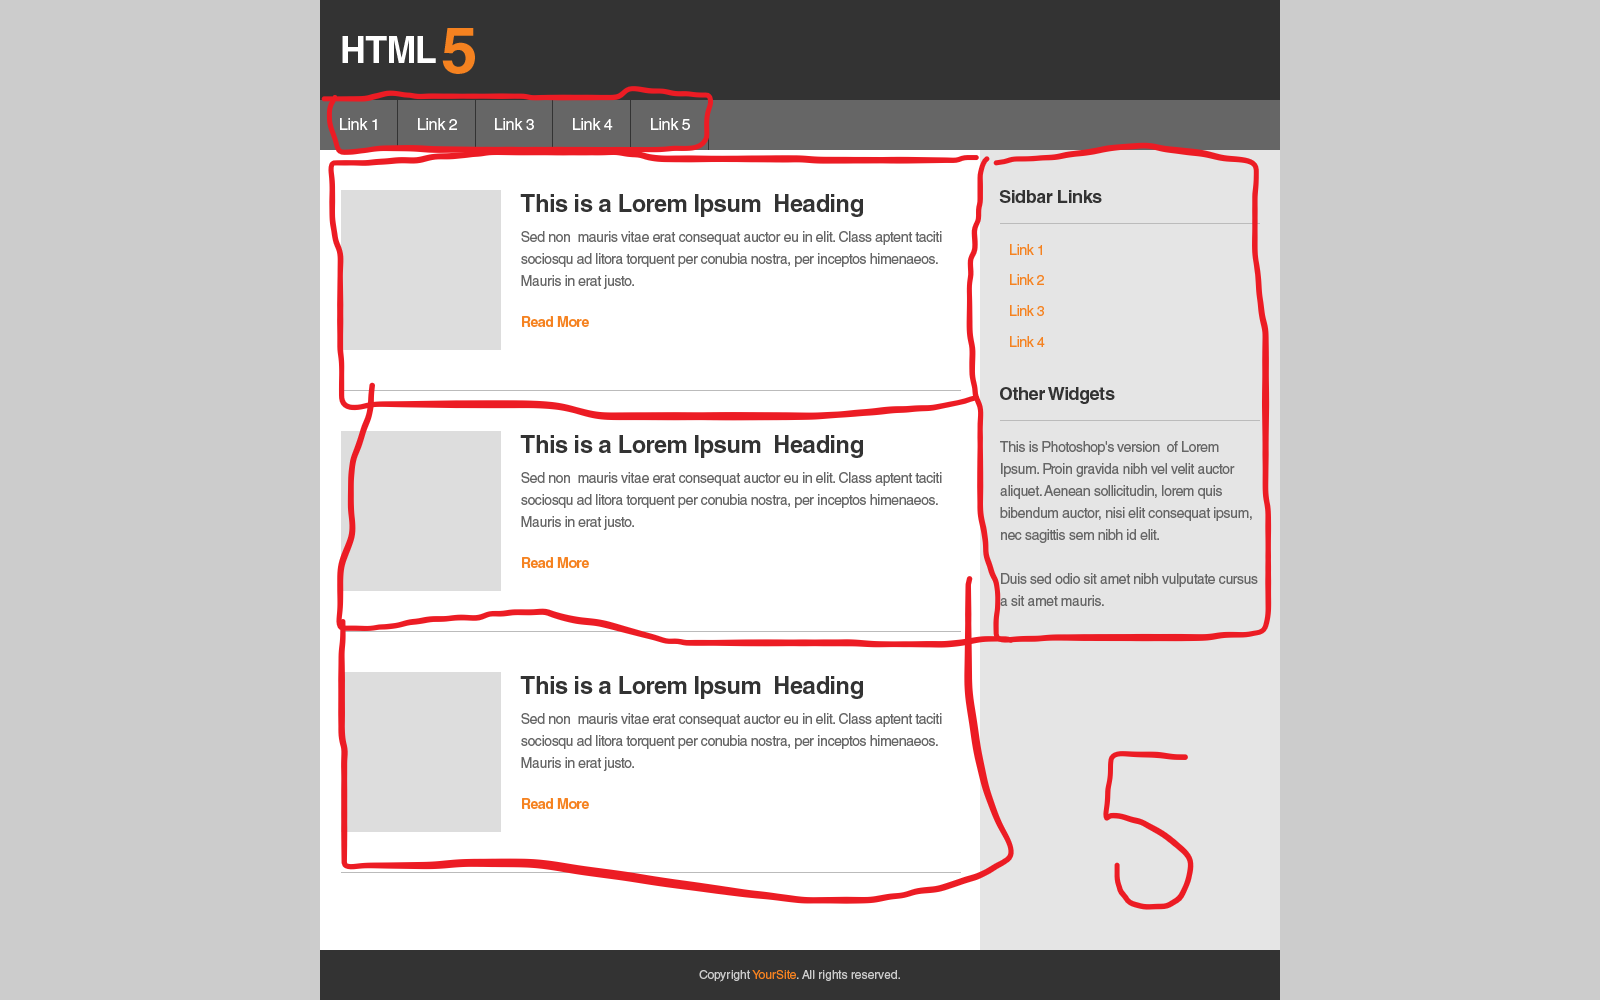 HTML 5
Link 1 Link 2 Link 3 Link 4 Link 5
This is a Lorem Ipsum Heading
Sed non mauris vitae erat consequat auctor eu in elit. Class aptent taciti
sociosqu ad litora torquent per conubia nostra, per inceptos himenaeos.
Mauris in erat justo.
Read More
This is a Lorem Ipsum Heading
Sed non mauris vitae erat consequat auctor eu in elit. Class aptent taciti
sociosqu ad litora torquent per conubia nostra, per inceptos himenaeos.
Mauris in erat justo.
Read More
This is a Lorem Ipsum Heading
Sed non mauris vitae erat consequat auctor eu in elit. Class aptent taciti
sociosqu ad litora torquent per conubia nostra, per inceptos himenaeos.
Mauris in erat justo.
Read More
Sidbar Links
Link 1
Link 2
Link 3
Link 4
Other Widgets
This is Photoshop's version of Lorem
Ipsum. Proin gravida nibh vel velit auctor
aliquet. Aenean sollicitudin, lorem quis
bibendum auctor, nisi elit consequat ipsum,
nec sagittis sem nibh id elit.
Duis sed odio sit amet nibh vulputate cursus
a sit amet mauris.
5
Copyright YourSite. All rights reserved.